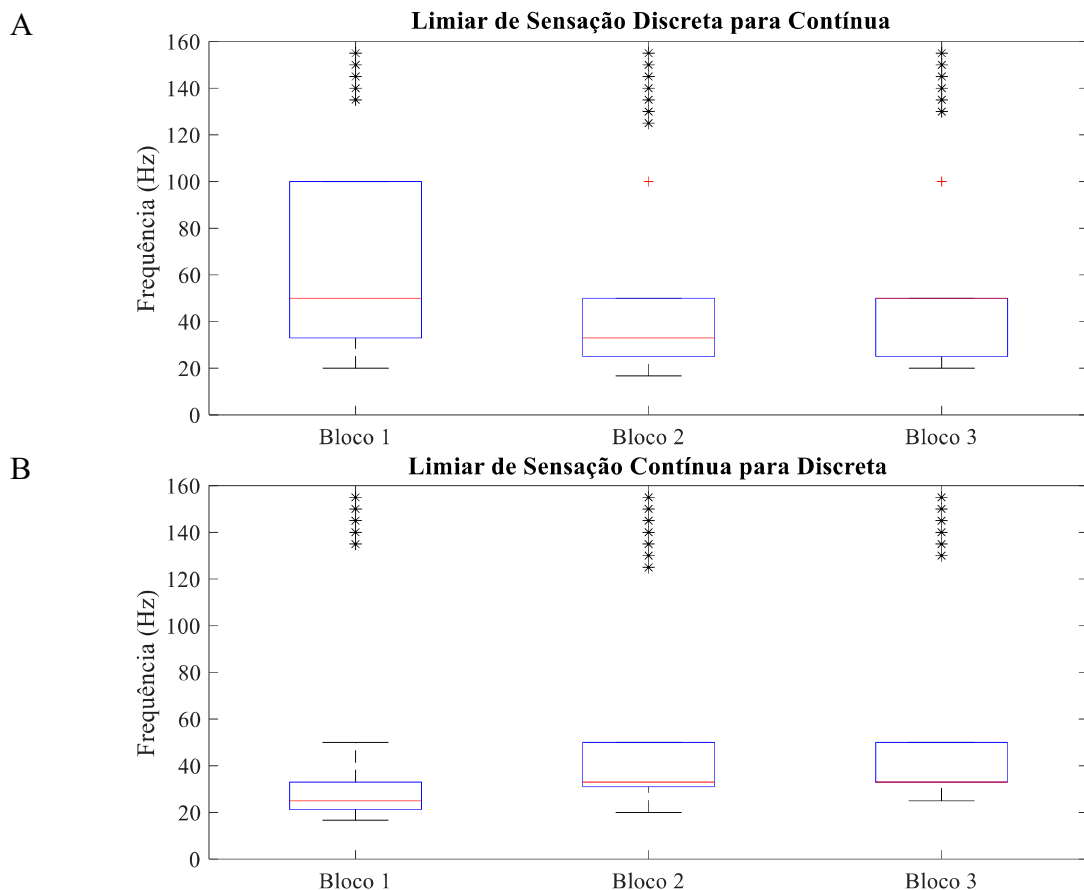 A
Limiar de Sensação Discreta para Contínua
Frequência (Hz)
160
140
120
100
80
60
40
20
0
Bloco 1 Bloco 2 Bloco 3
B
Limiar de Sensação Contínua para Discreta
Frequência (Hz)
160
140
120
100
80
60
40
20
0
Bloco 1 Bloco 2 Bloco 3